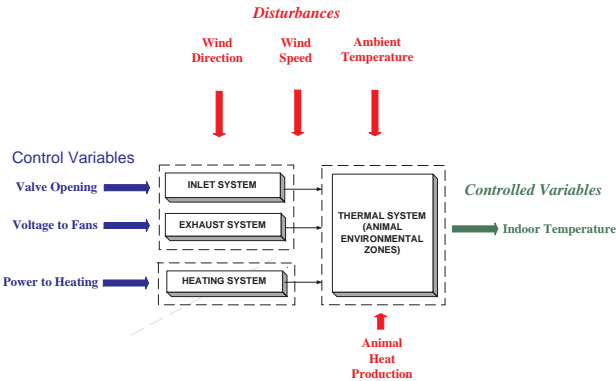 Disturbances
Wind
Direction
Wind
Speed
Ambient
Temperature
Control Variables
Valve Opening
INLET SYSTEM
Voltage to Fans
EXHAUST SYSTEM
Power to Heating
HEATING SYSTEM
THERMAL SYSTEM
(ANIMAL
ENVIRONMENTAL
ZONES)
Controlled Variables
Indoor Temperature
Animal
Heat
Production